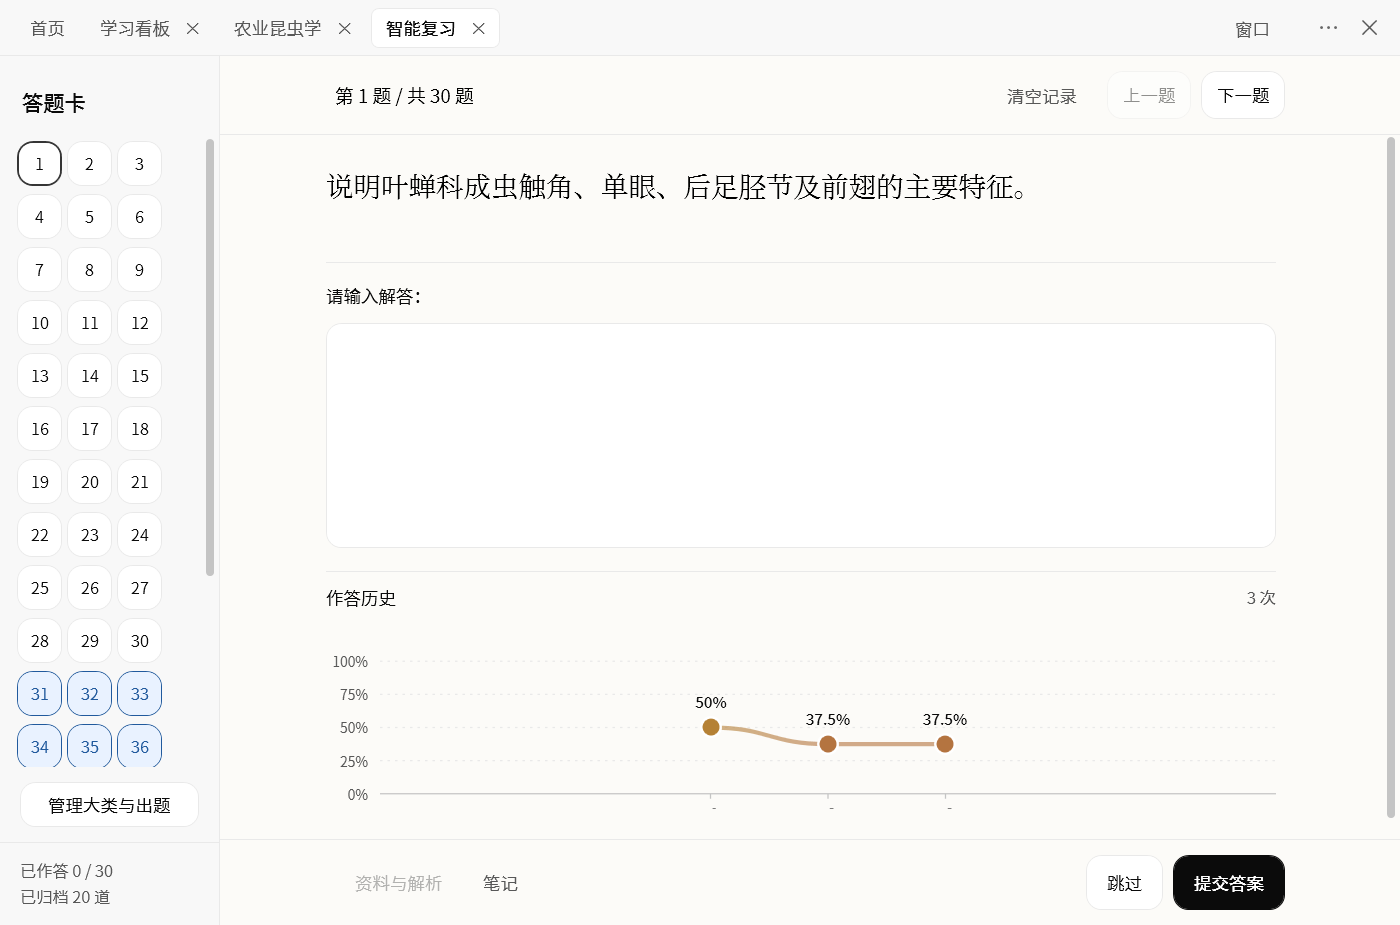 首页
学习看板
农业昆虫学
智能复习
窗口
答题卡
第 1 题 / 共 30 题
清空记录
上一题
下一题
1 2 3
4 5 6
7 8 9
10 11 12
13 14 15
16 17 18
19 20 21
22 23 24
25 26 27
28 29 30
31 32 33
34 35 36
管理大类与出题
已作答 0 / 30
已归档 20 道
说明叶蝉科成虫触角、单眼、后足胫节及前翅的主要特征。
请输入解答：
作答历史
3 次
100%
75%
50%
25%
0%
50%
37.5%
37.5%
-
-
-
资料与解析
笔记
跳过
提交答案